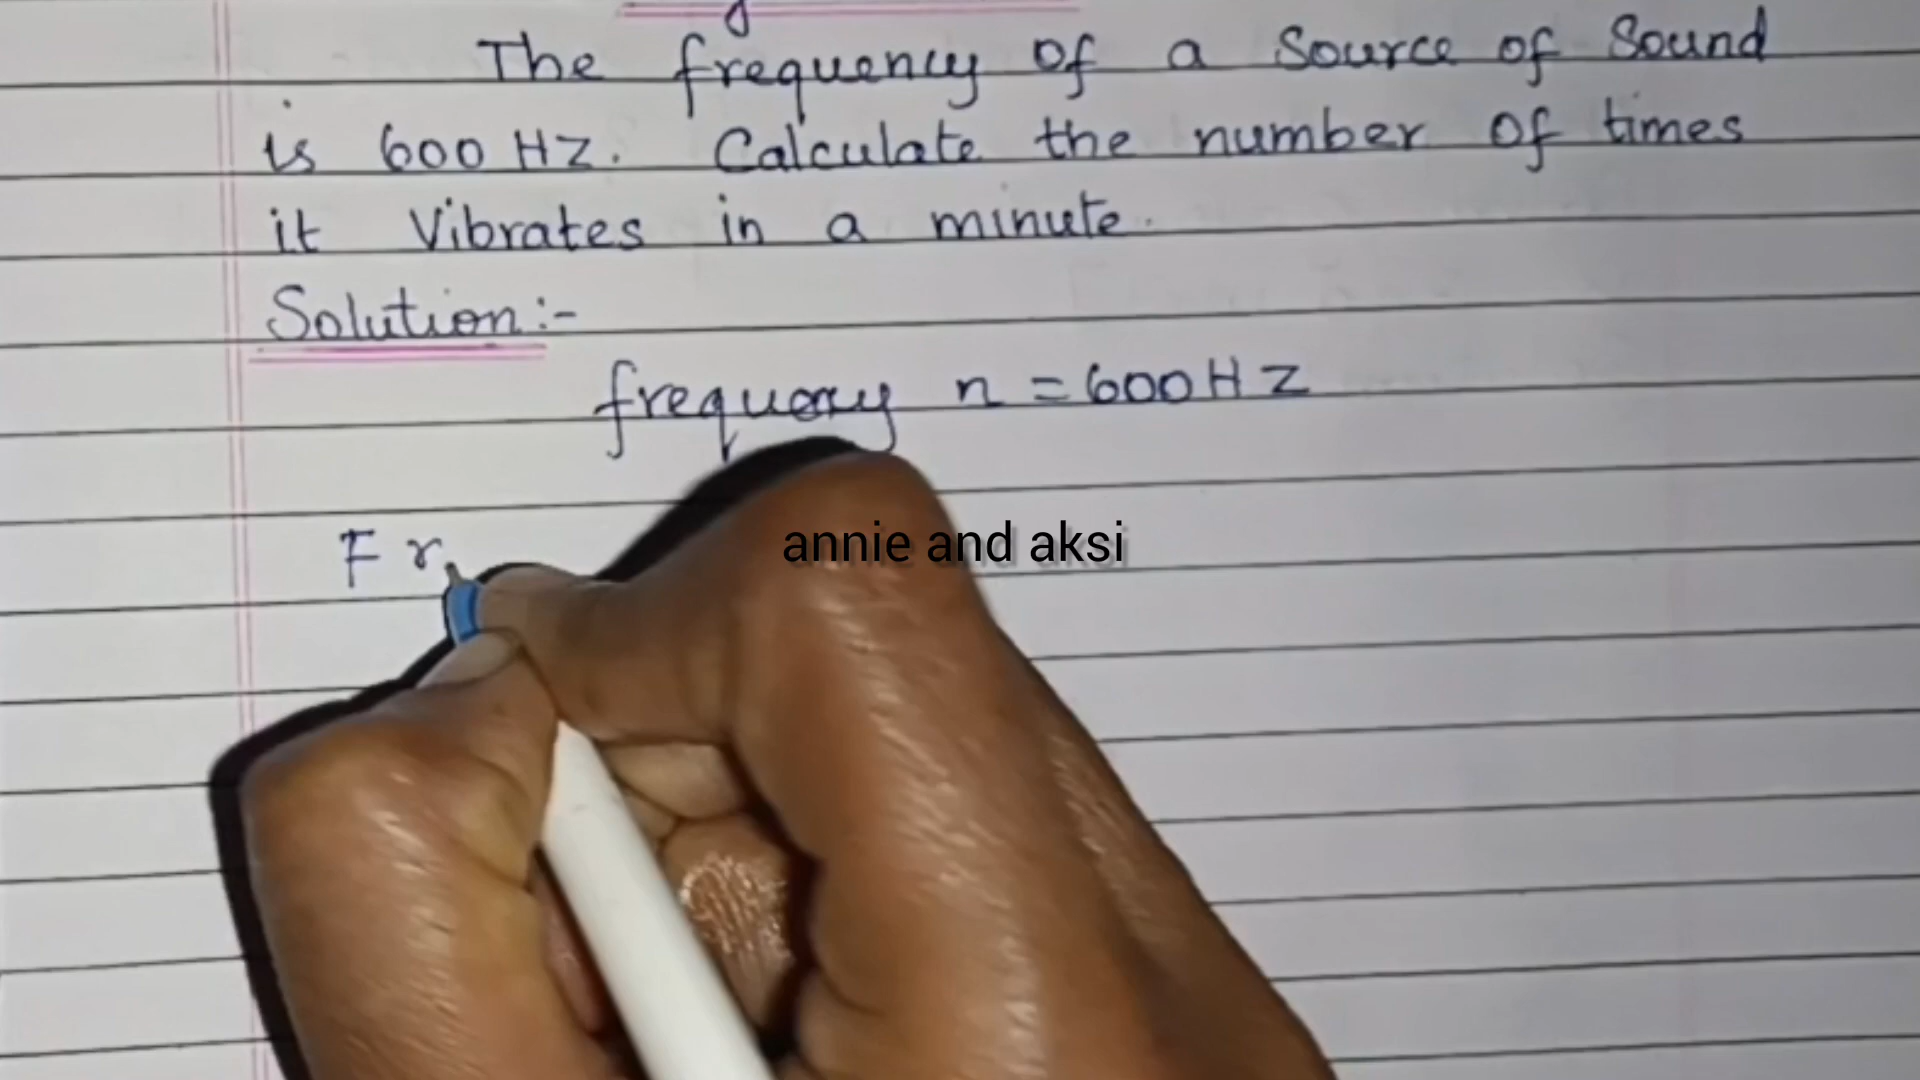 The frequency of a Source of Sound
is 600 HZ. Calculate the number of times
it Vibrates in a minute.
Solution:-
frequency n = 600 HZ
Fr
annie and aksi